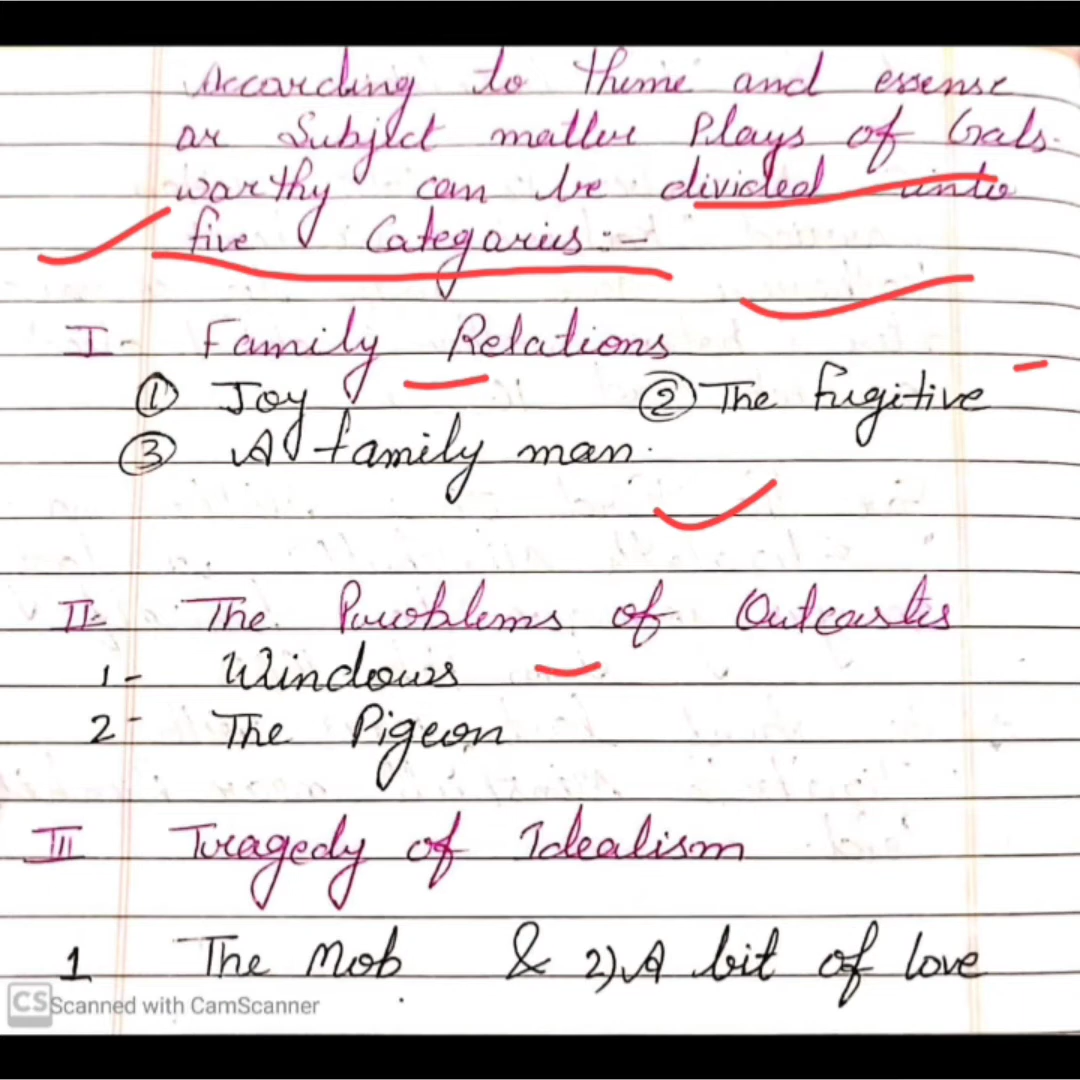 According to theme and essense
or Subject matter Plays of Gals-
worthy can be divided into
five Categories:-
I- Family Relations
① Joy ② The Fugitive
③ A family man.
II- The Problems of Outcastes
1- Windows
2- The Pigeon
III Tragedy of Idealism
1 The Mob & 2) A bit of love
CS Scanned with CamScanner